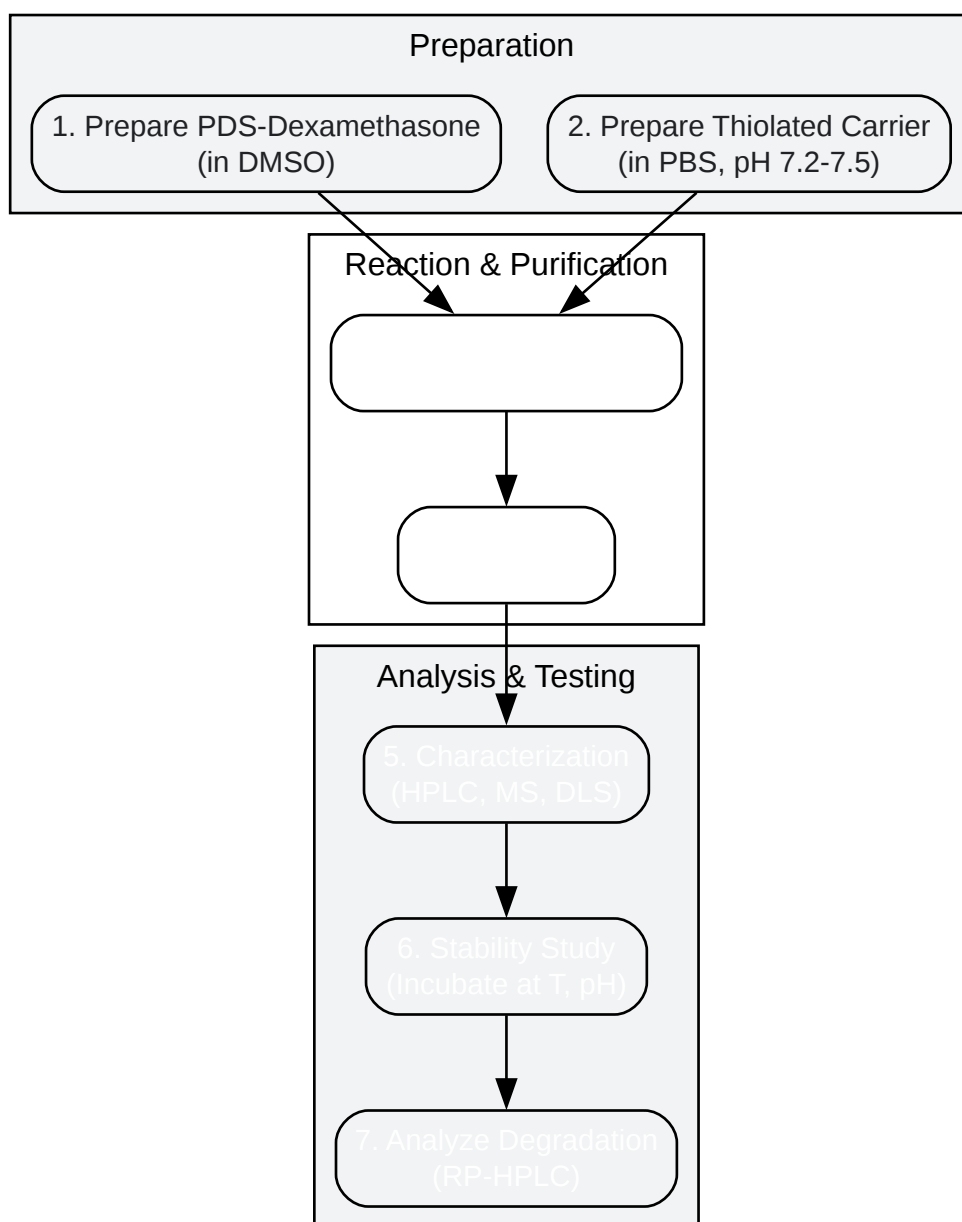 Preparation
1. Prepare PDS-Dexamethasone
(in DMSO)
2. Prepare Thiolated Carrier
(in PBS, pH 7.2-7.5)
Reaction & Purification
Analysis & Testing
5. Characterization
(HPLC, MS, DLS)
6. Stability Study
(Incubate at T, pH)
7. Analyze Degradation
(RP-HPLC)